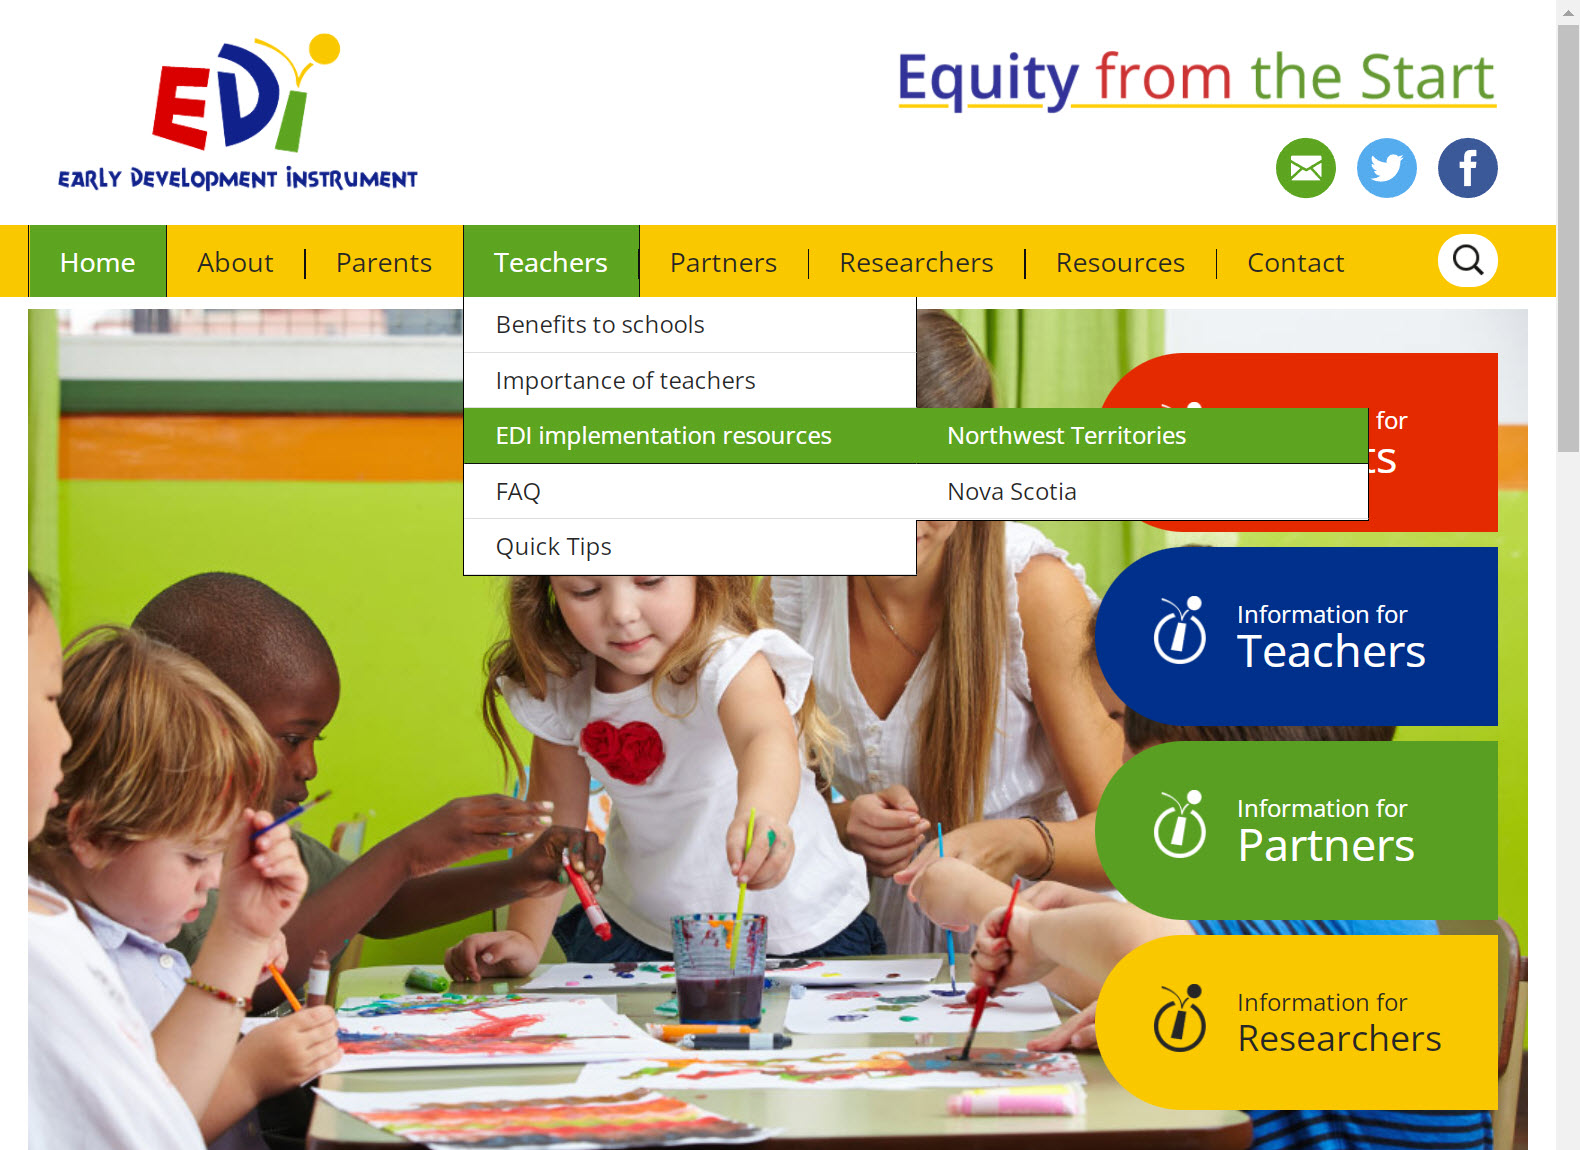 EDi
EARLY DEVELOPMENT INSTRUMENT
Equity from the Start
Home
About
Parents
Teachers
Partners
Researchers
Resources
Contact
Benefits to schools
Importance of teachers
EDI implementation resources
Northwest Territories
FAQ
Nova Scotia
Quick Tips
for
Information for
Teachers
Information for
Partners
Information for
Researchers